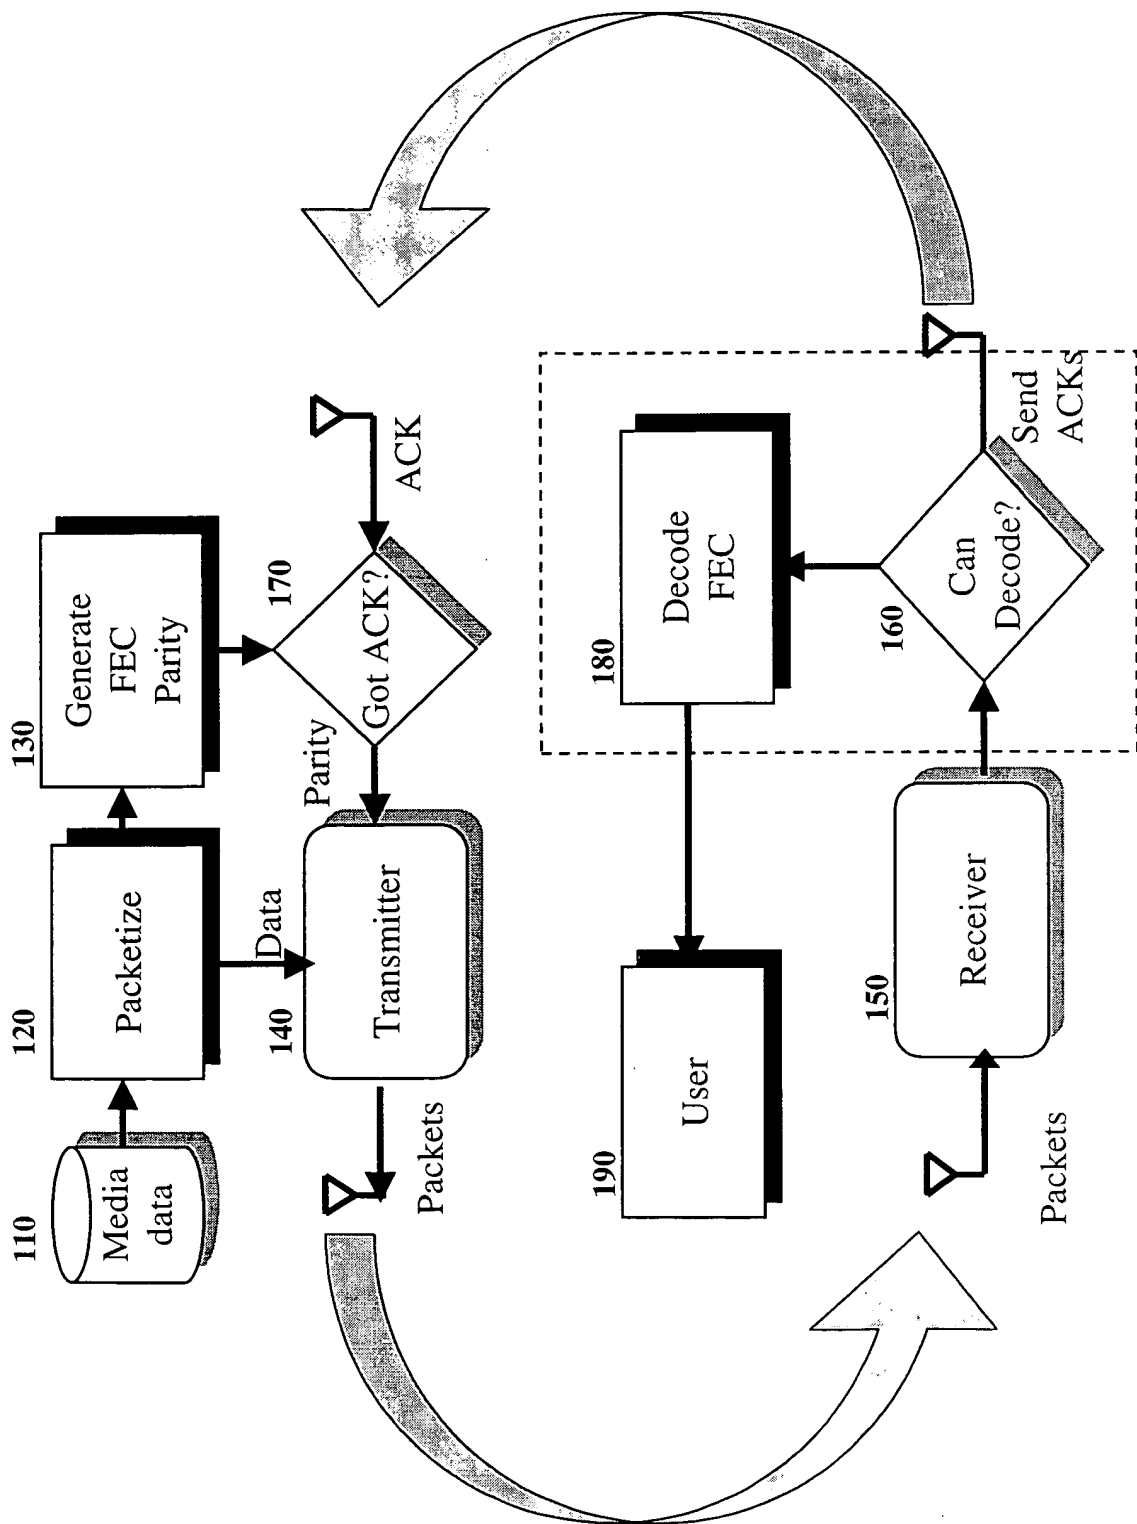 110
Media
data
120
Packetize
130
Generate
FEC
Parity
Data
140
Transmitter
Parity
170
Got ACK?
ACK
Packets
190
User
180
Decode
FEC
Packets
150
Receiver
160
Can
Decode?
Send
ACKs